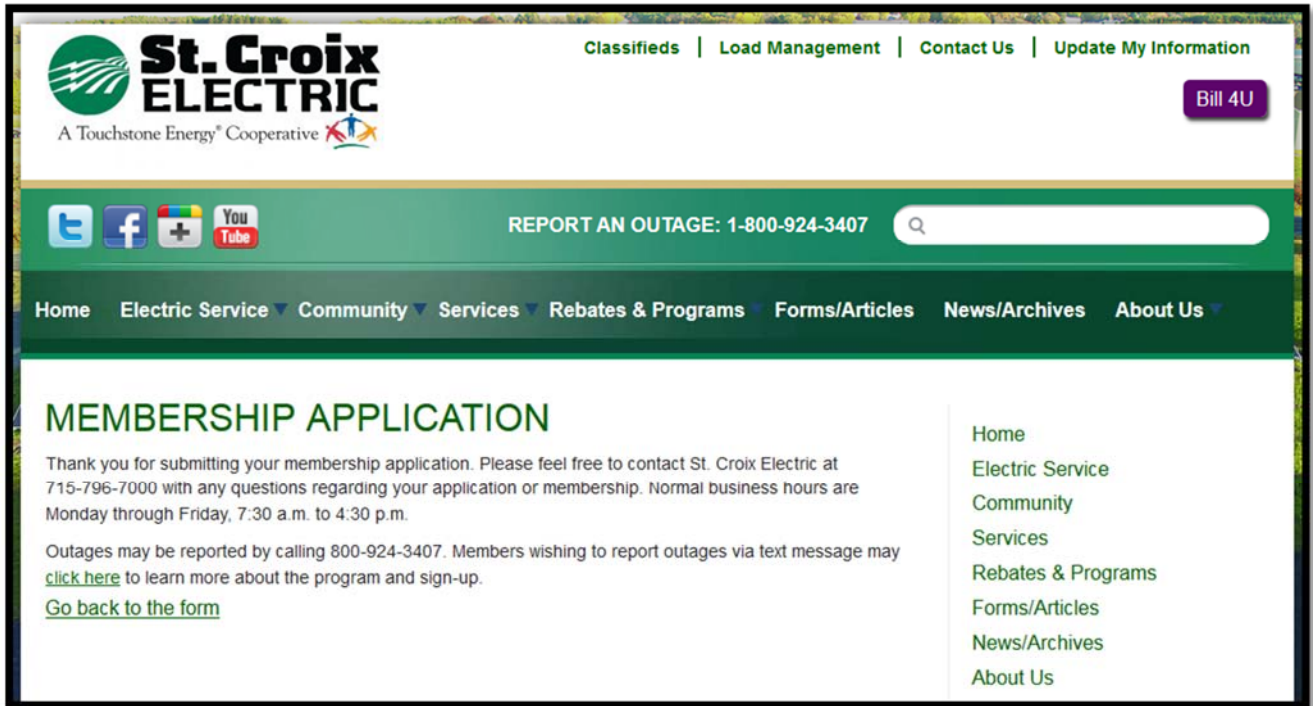 St. Croix
ELECTRIC
A Touchstone Energy® Cooperative
Classifieds | Load Management | Contact Us | Update My Information
Bill 4U
You
Tube
REPORT AN OUTAGE: 1-800-924-3407
Home Electric Service Community Services Rebates & Programs Forms/Articles News/Archives About Us
MEMBERSHIP APPLICATION
Thank you for submitting your membership application. Please feel free to contact St. Croix Electric at
715-796-7000 with any questions regarding your application or membership. Normal business hours are
Monday through Friday, 7:30 a.m. to 4:30 p.m.
Outages may be reported by calling 800-924-3407. Members wishing to report outages via text message may
click here to learn more about the program and sign-up.
Go back to the form
Home
Electric Service
Community
Services
Rebates & Programs
Forms/Articles
News/Archives
About Us